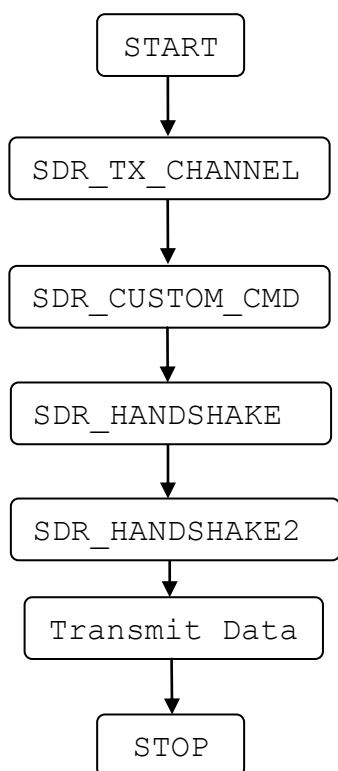 START
SDR_TX_CHANNEL
SDR_CUSTOM_CMD
SDR_HANDSHAKE
SDR_HANDSHAKE2
Transmit Data
STOP